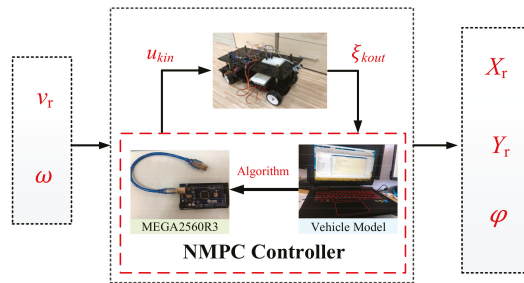 u_kin
ξ_kout
v_r
ω
Algorithm
MEGA2560R3
Vehicle Model
NMPC Controller
X_r
Y_r
φ